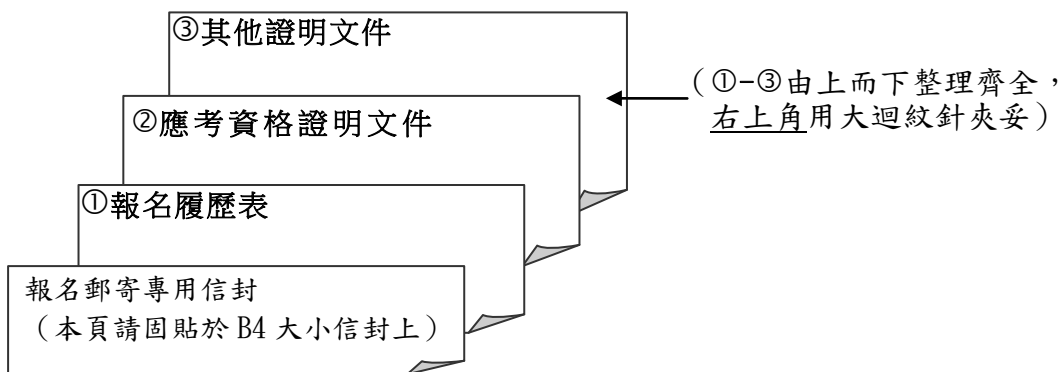 ③其他證明文件
（①-③由上而下整理齊全，
右上角用大迴紋針夾妥）
②應考資格證明文件
①報名履歷表
報名郵寄專用信封
（本頁請固貼於 B4 大小信封上）